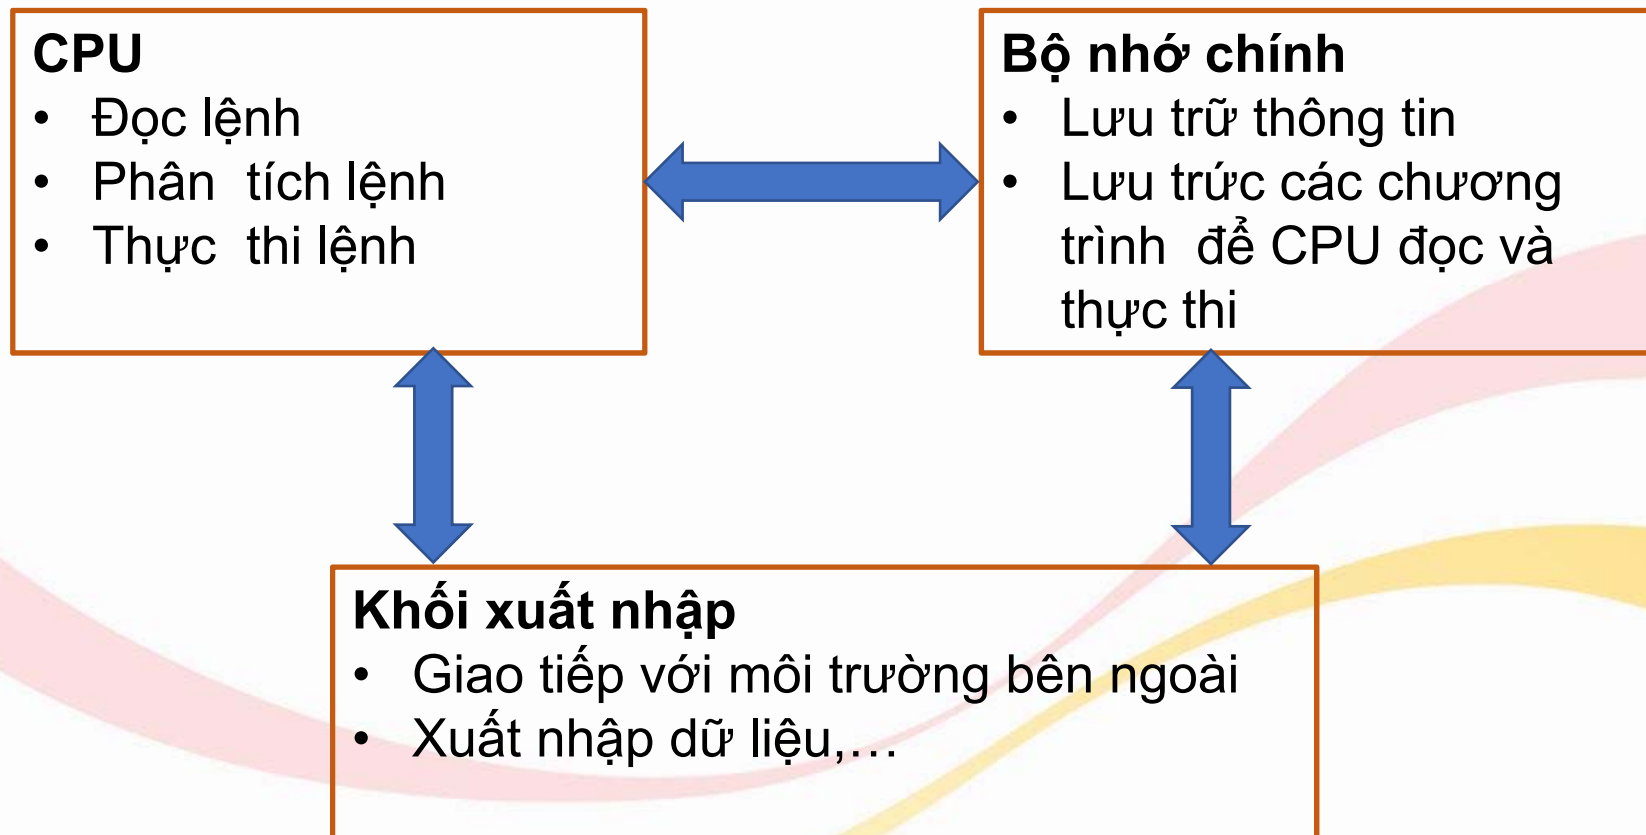 CPU
• Đọc lệnh
• Phân tích lệnh
• Thực thi lệnh
Bộ nhớ chính
• Lưu trữ thông tin
• Lưu trức các chương
trình để CPU đọc và
thực thi
Khối xuất nhập
• Giao tiếp với môi trường bên ngoài
• Xuất nhập dữ liệu,…